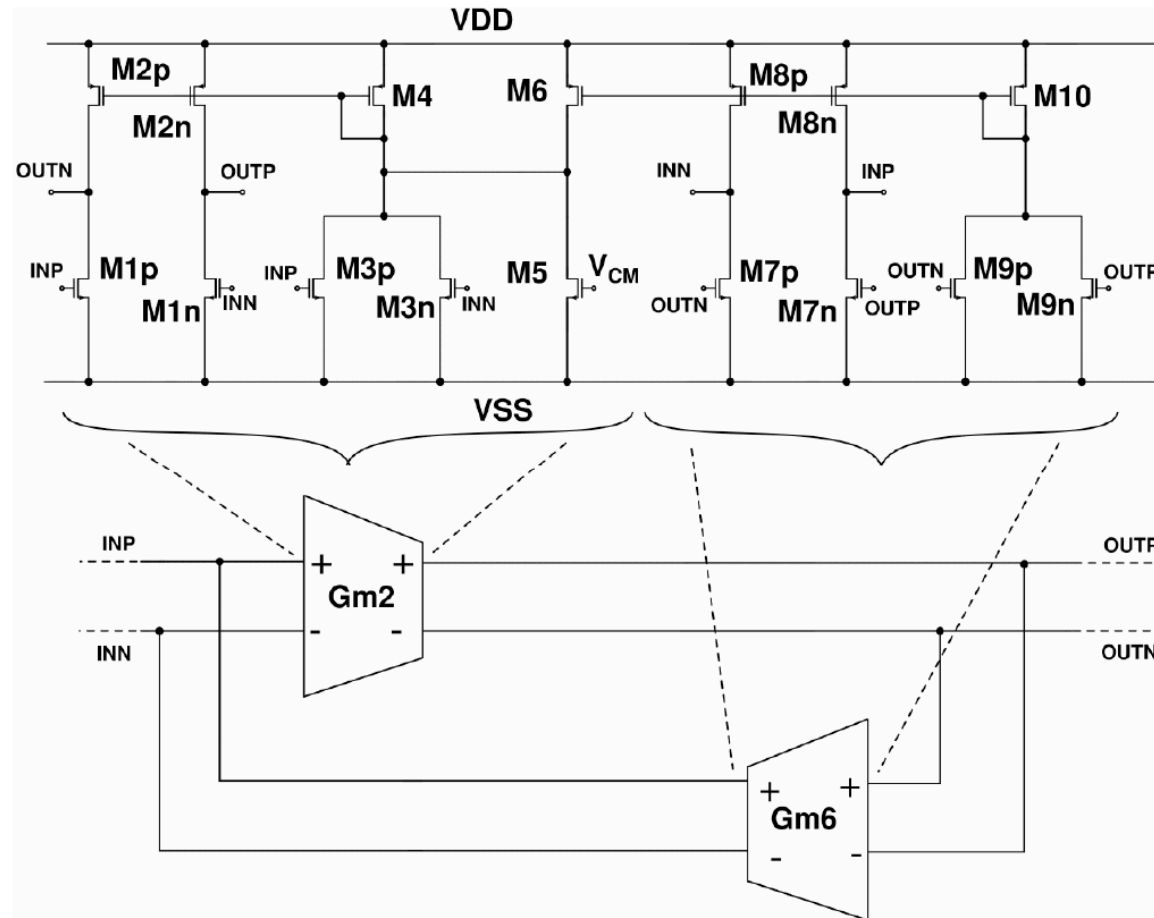 VDD
M2p
M2n
M4
M6
M8p
M8n
M10
OUTN
OUTP
INN
INP
INP
M1p
M1n
INN
INP
M3p
M3n
INN
M5
VCM
OUTN
M7p
M7n
OUTP
OUTN
M9p
M9n
OUTP
VSS
INP
+ +
Gm2
- -
INN
OUTP
OUTN
+ +
Gm6
- -